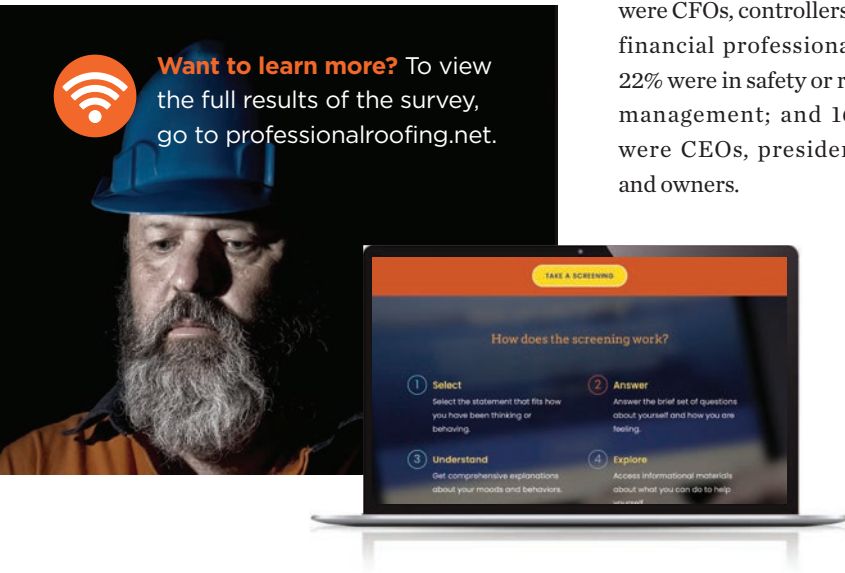 were CFOs, controllers
financial professiona
22% were in safety or r
management; and 16
were CEOs, presiden
and owners.
Want to learn more? To view
the full results of the survey,
go to professionalroofing.net.
TAKE A SCREENING
How does the screening work?
1 Select
Select the statement that fits how
you have been thinking or
behaving.
2 Answer
Answer the brief set of questions
about yourself and how you are
feeling.
3 Understand
Get comprehensive explanations
about your moods and behaviors.
4 Explore
Access informational materials
about what you can do to help
yourself.